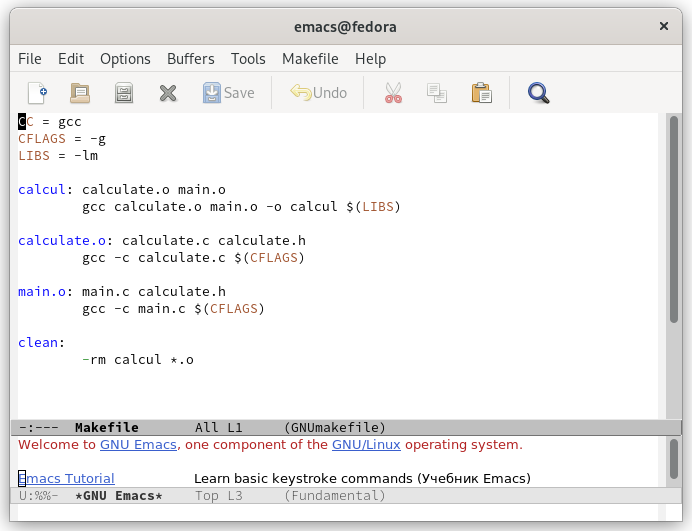 emacs@fedora
File Edit Options Buffers Tools Makefile Help
Save Undo
CC = gcc
CFLAGS = -g
LIBS = -lm
calcul: calculate.o main.o
gcc calculate.o main.o -o calcul $(LIBS)
calculate.o: calculate.c calculate.h
gcc -c calculate.c $(CFLAGS)
main.o: main.c calculate.h
gcc -c main.c $(CFLAGS)
clean:
-rm calcul *.o
-:--- Makefile All L1 (GNUmakefile)
Welcome to GNU Emacs, one component of the GNU/Linux operating system.
Emacs Tutorial Learn basic keystroke commands (Учебник Emacs)
U:%%- *GNU Emacs* Top L3 (Fundamental)